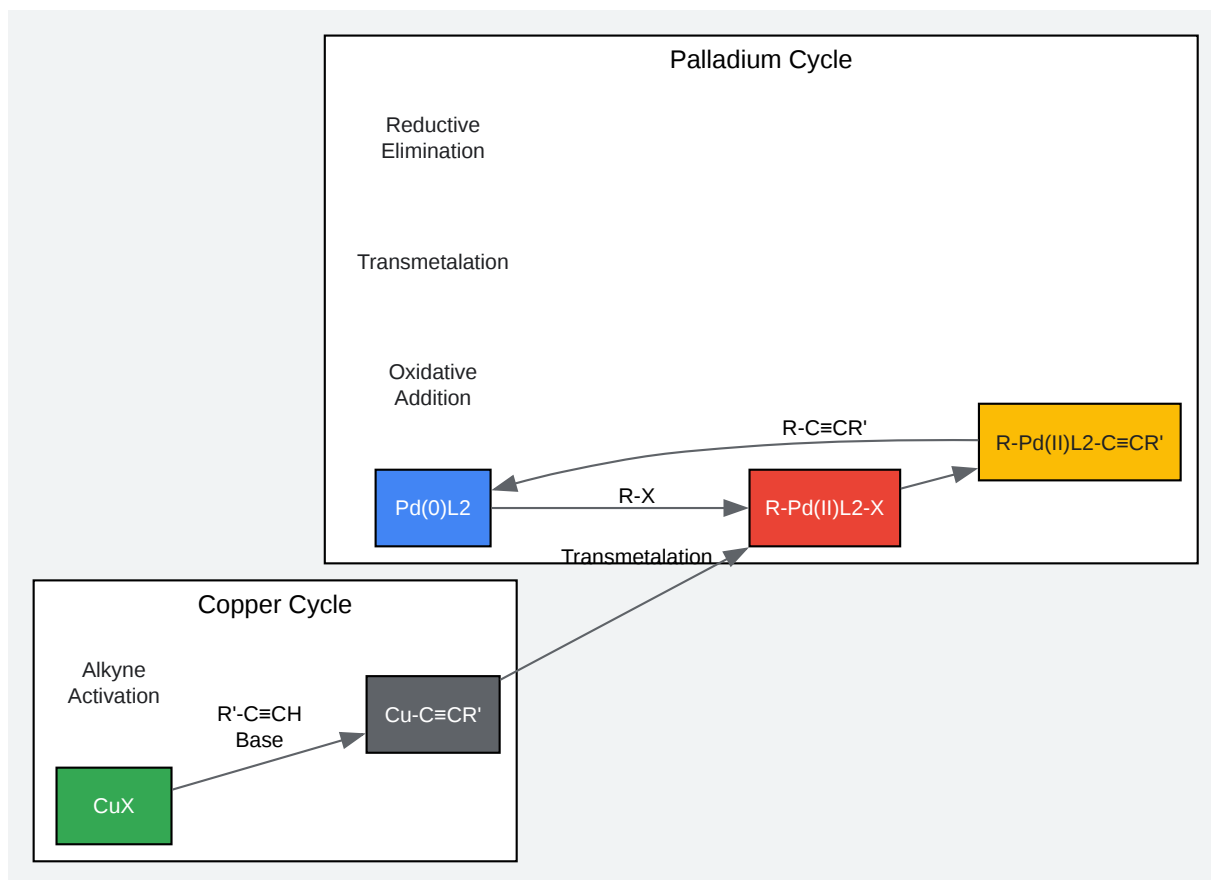 Palladium Cycle
Reductive
Elimination
Transmetalation
Oxidative
Addition
R-C≡CR'
R-Pd(II)L2-C≡CR'
Pd(0)L2
R-X
R-Pd(II)L2-X
Transmetalation
Copper Cycle
Alkyne
Activation
R'-C≡CH
Base
Cu-C≡CR'
CuX